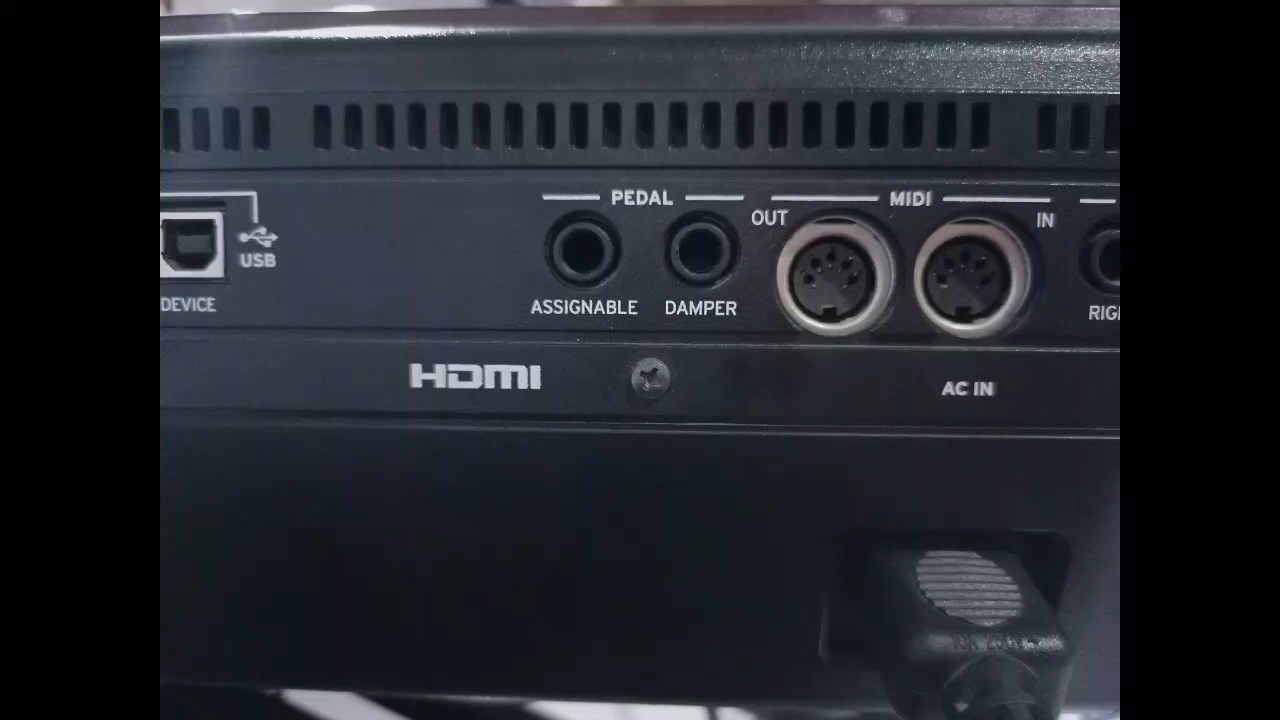 PEDAL
MIDI
OUT
IN
USB
DEVICE
ASSIGNABLE
DAMPER
HDMI
AC IN